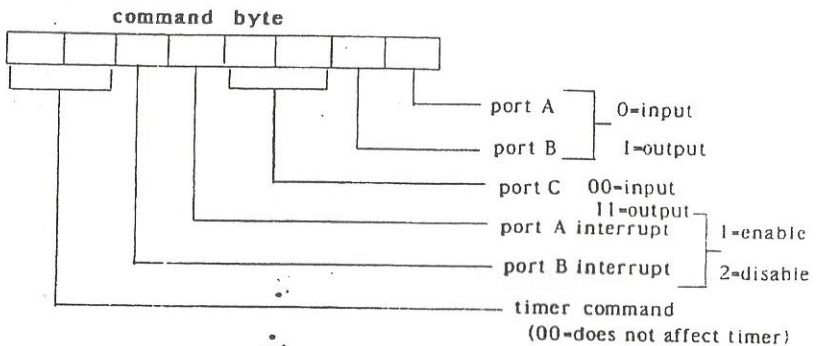 command byte
port A
0=input
port B
1=output
port C 00=input
11=output
port A interrupt
1=enable
port B interrupt
2=disable
timer command
(00=does not affect timer)